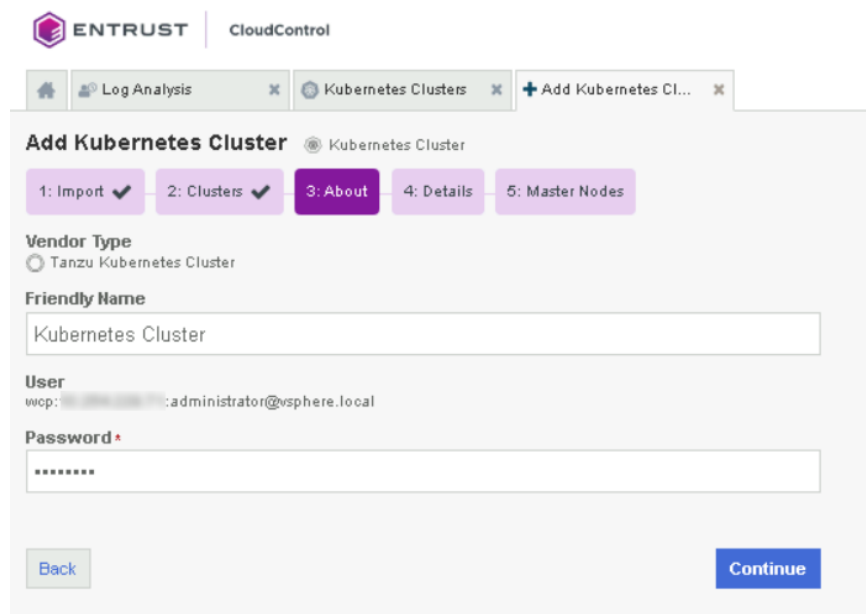 ENTRUST CloudControl
Log Analysis Kubernetes Clusters Add Kubernetes Cl...
Add Kubernetes Cluster Kubernetes Cluster
1: Import 2: Clusters 3: About 4: Details 5: Master Nodes
Vendor Type
Tanzu Kubernetes Cluster
Friendly Name
Kubernetes Cluster
User
wcp: :administrator@vsphere.local
Password *
••••••••
Back Continue